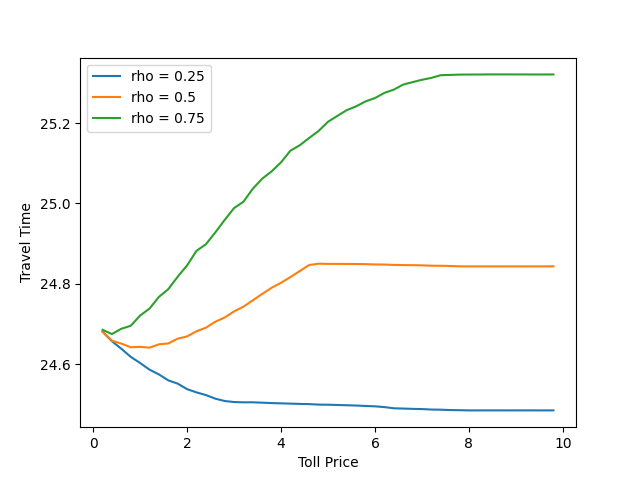 rho = 0.25
rho = 0.5
rho = 0.75
25.2
25.0
24.8
24.6
Travel Time
0 2 4 6 8 10
Toll Price